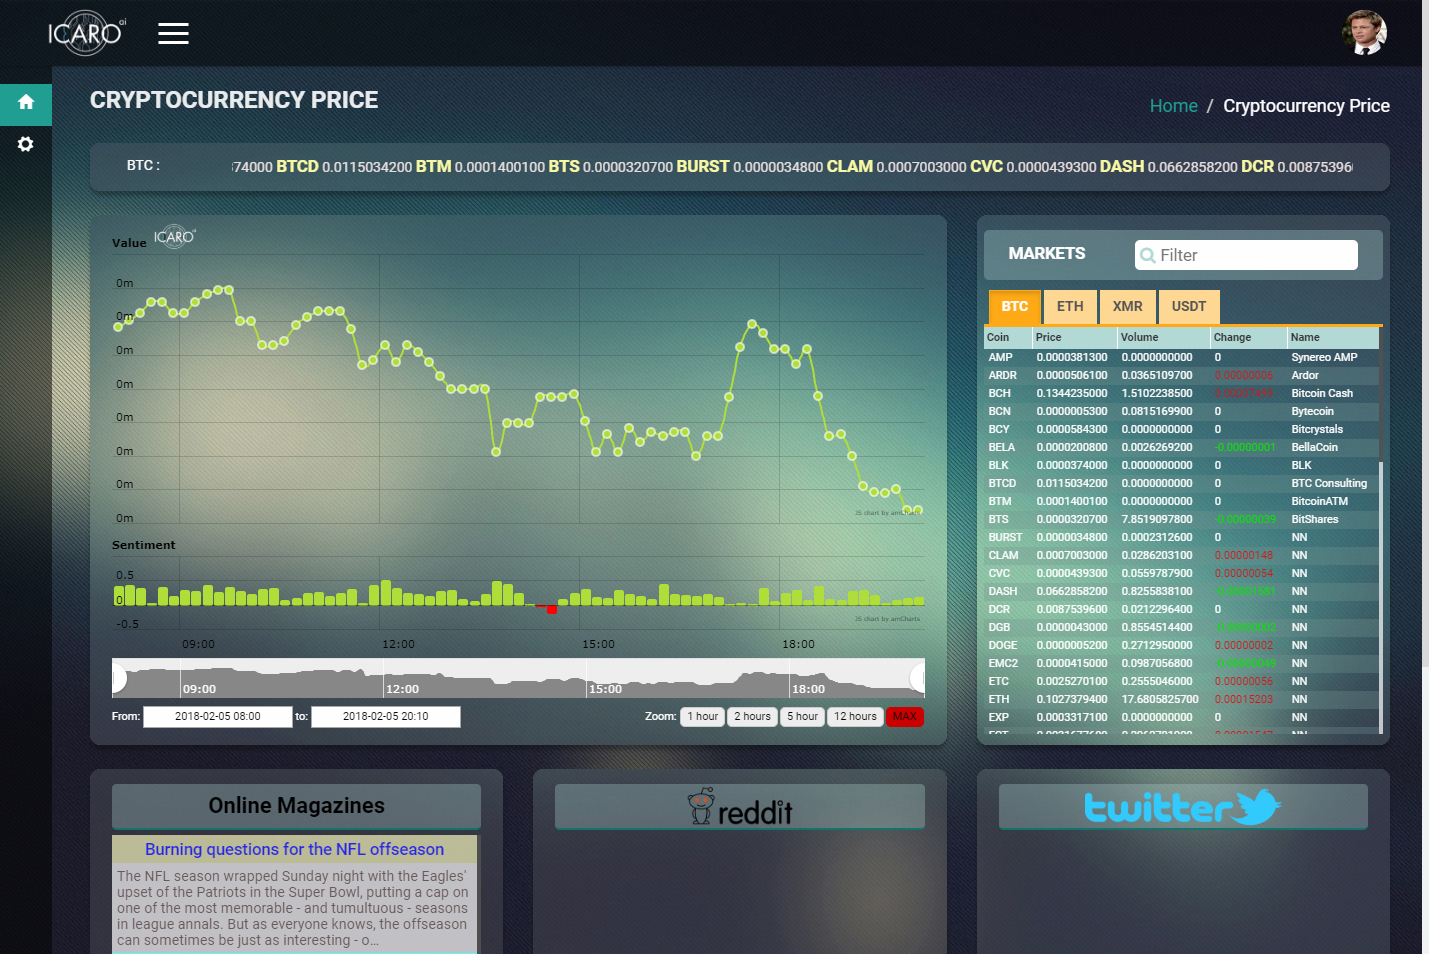 ICARO ai
CRYPTOCURRENCY PRICE
Home / Cryptocurrency Price
BTC :
374000 BTCD 0.0115034200 BTM 0.0001400100 BTS 0.0000320700 BURST 0.0000034800 CLAM 0.0007003000 CVC 0.0000439300 DASH 0.0662858200 DCR 0.008753960
Value ICARO ai
0m
0m
0m
0m
0m
0m
0m
0m
JS chart by amCharts
Sentiment
0.5
0
-0.5
JS chart by amCharts
09:00 12:00 15:00 18:00
09:00 12:00 15:00 18:00
From: 2018-02-05 08:00 to: 2018-02-05 20:10
Zoom: 1 hour 2 hours 5 hour 12 hours MAX
MARKETS
Filter
BTC ETH XMR USDT
Coin Price Volume Change Name
AMP 0.0000381300 0.0000000000 0 Synereo AMP
ARDR 0.0000506100 0.0365109700 0.00000006 Ardor
BCH 0.1344235000 1.5102238500 Bitcoin Cash
BCN 0.0000005300 0.0815169900 0 Bytecoin
BCY 0.0000584300 0.0000000000 0 Bitcrystals
BELA 0.0000200800 0.0026269200 -0.00000001 BellaCoin
BLK 0.0000374000 0.0000000000 0 BLK
BTCD 0.0115034200 0.0000000000 0 BTC Consulting
BTM 0.0001400100 0.0000000000 0 BitcoinATM
BTS 0.0000320700 7.8519097800 -0.00000039 BitShares
BURST 0.0000034800 0.0002312600 0 NN
CLAM 0.0007003000 0.0286203100 0.00000148 NN
CVC 0.0000439300 0.0559787900 0.00000054 NN
DASH 0.0662858200 0.8255838100 NN
DCR 0.0087539600 0.0212296400 0 NN
DGB 0.0000043000 0.8554514400 -0.00000002 NN
DOGE 0.0000005200 0.2712950000 0.00000002 NN
EMC2 0.0000415000 0.0987056800 NN
ETC 0.0025270100 0.2555046000 0.00000056 NN
ETH 0.1027379400 17.6805825700 0.00015203 NN
EXP 0.0003317100 0.0000000000 0 NN
Online Magazines
Burning questions for the NFL offseason
The NFL season wrapped Sunday night with the Eagles'
upset of the Patriots in the Super Bowl, putting a cap on
one of the most memorable - and tumultuous - seasons
in league annals. But as everyone knows, the offseason
can sometimes be just as interesting - o...
reddit
twitter